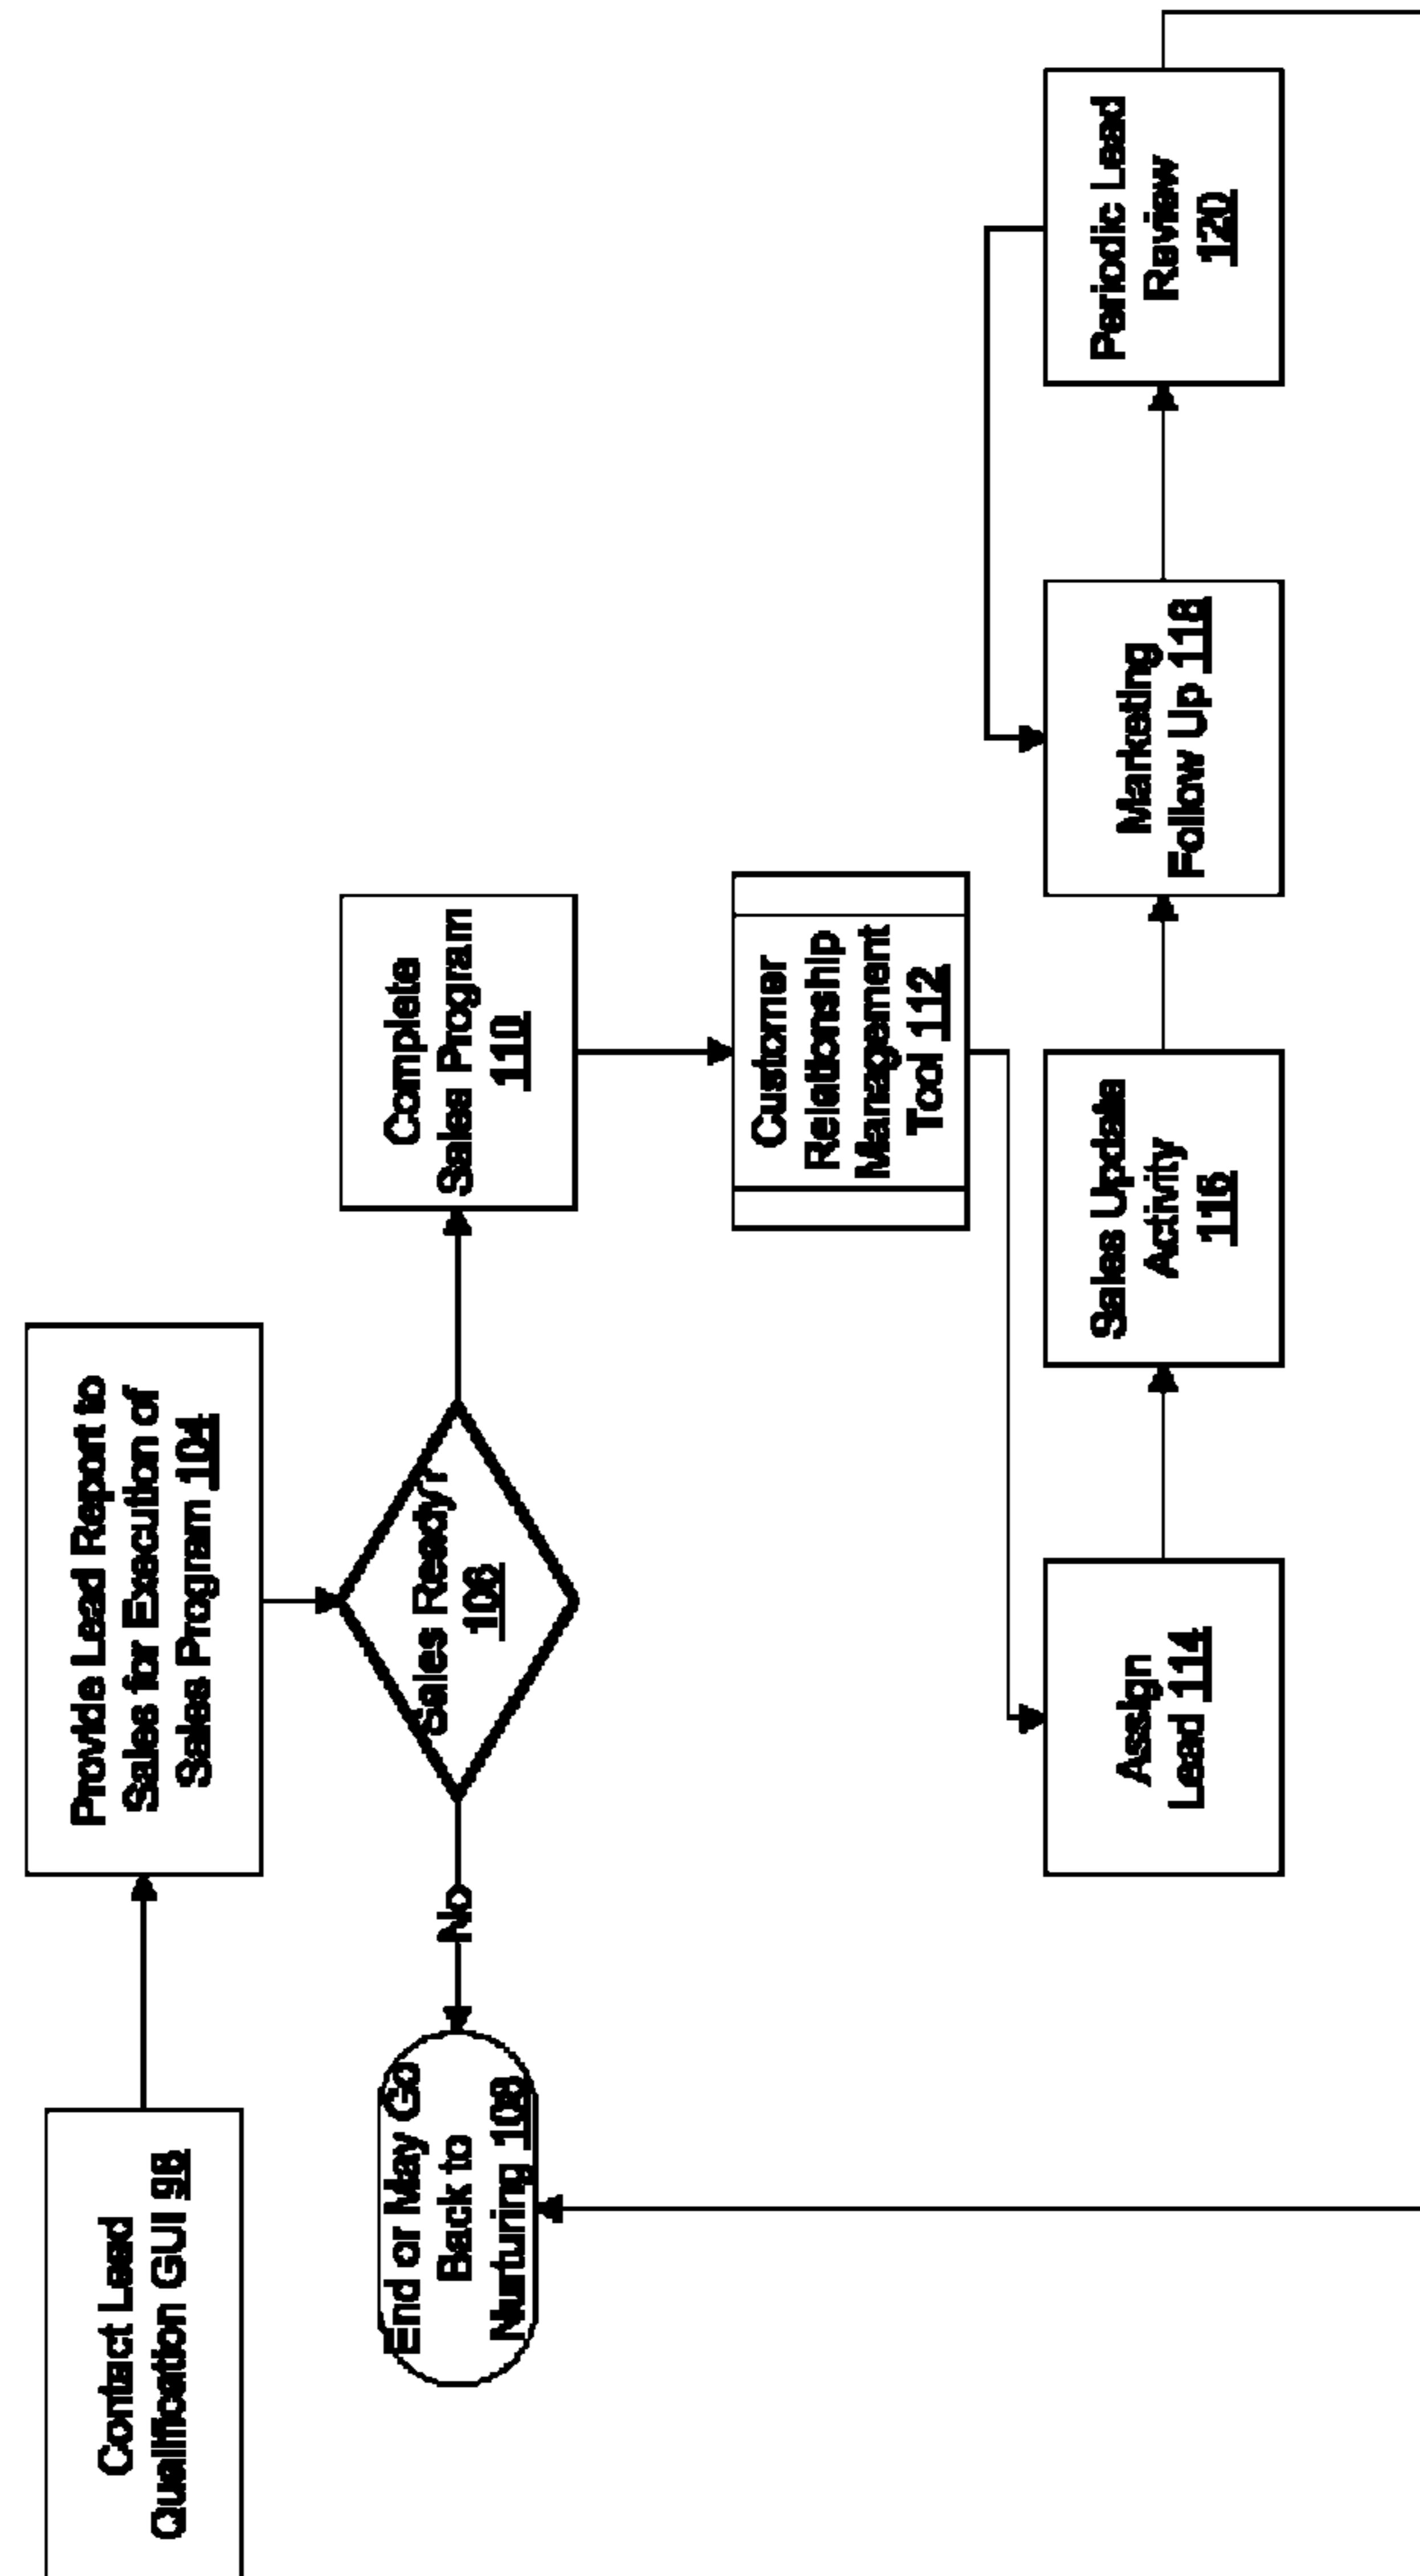 Contact Lead
Qualification GUI 98
Provide Lead Report to
Sales for Execution of
Sales Program 104
End or May Go
Back to
Nurturing 108
No
Sales Ready?
106
Complete
Sales Program
110
Customer
Relationship
Management
Tool 112
Assign
Lead 114
Sales Update
Activity
116
Marketing
Follow Up 118
Periodic Lead
Review
120